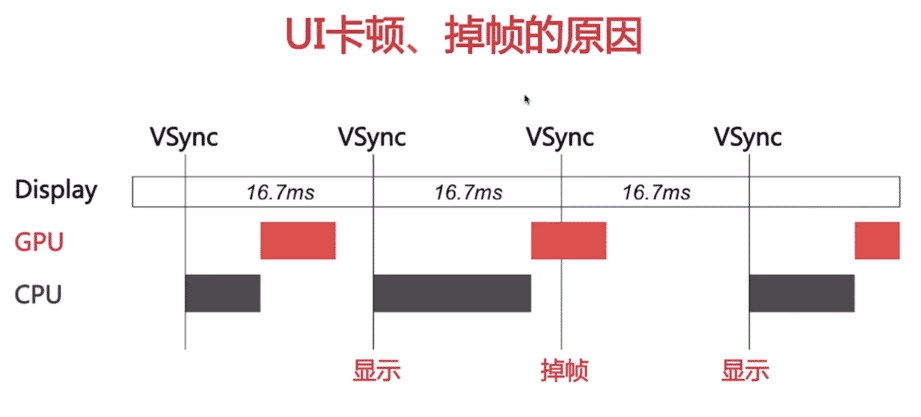 UI卡顿、掉帧的原因
VSync VSync VSync VSync
Display 16.7ms 16.7ms 16.7ms
GPU
CPU
显示 掉帧 显示